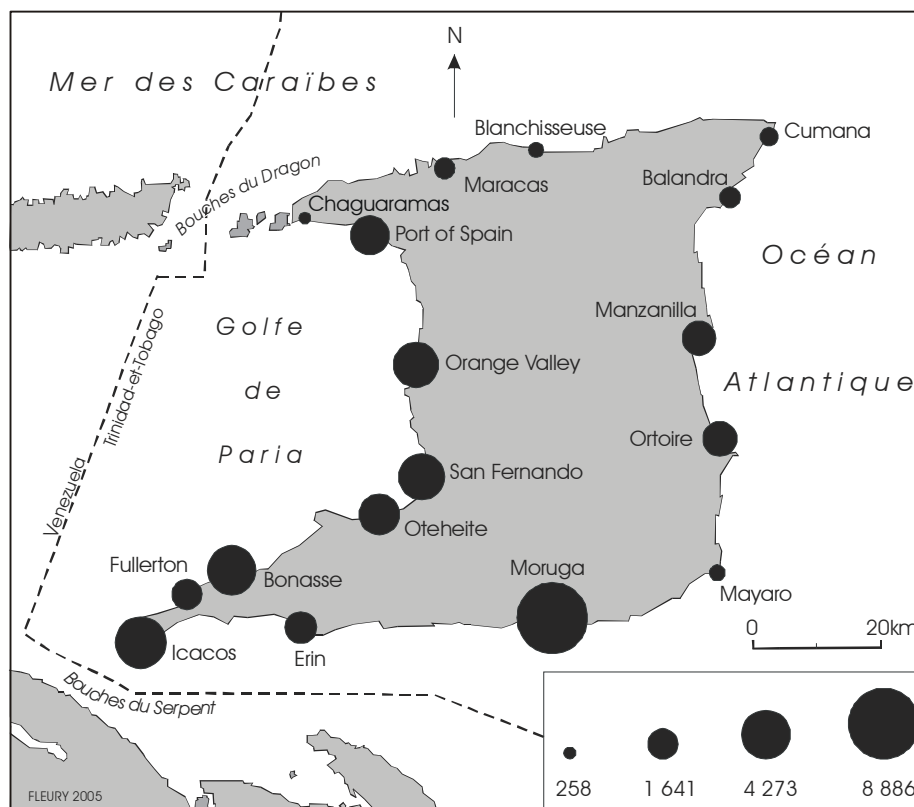 N
Mer des Caraïbes
Blanchisseuse
Cumana
Bouches du Dragon
Maracas
Balandra
Chaguaramas
Port of Spain
Océan
Golfe
Manzanilla
Trinidad-et-Tobago
Orange Valley
de
Atlantique
Paria
Ortoire
San Fernando
Venezuela
Oteheite
Fullerton
Bonasse
Moruga
Mayaro
0 20km
Icacos
Erin
Bouches du Serpent
258 1 641 4 273 8 886
FLEURY 2005